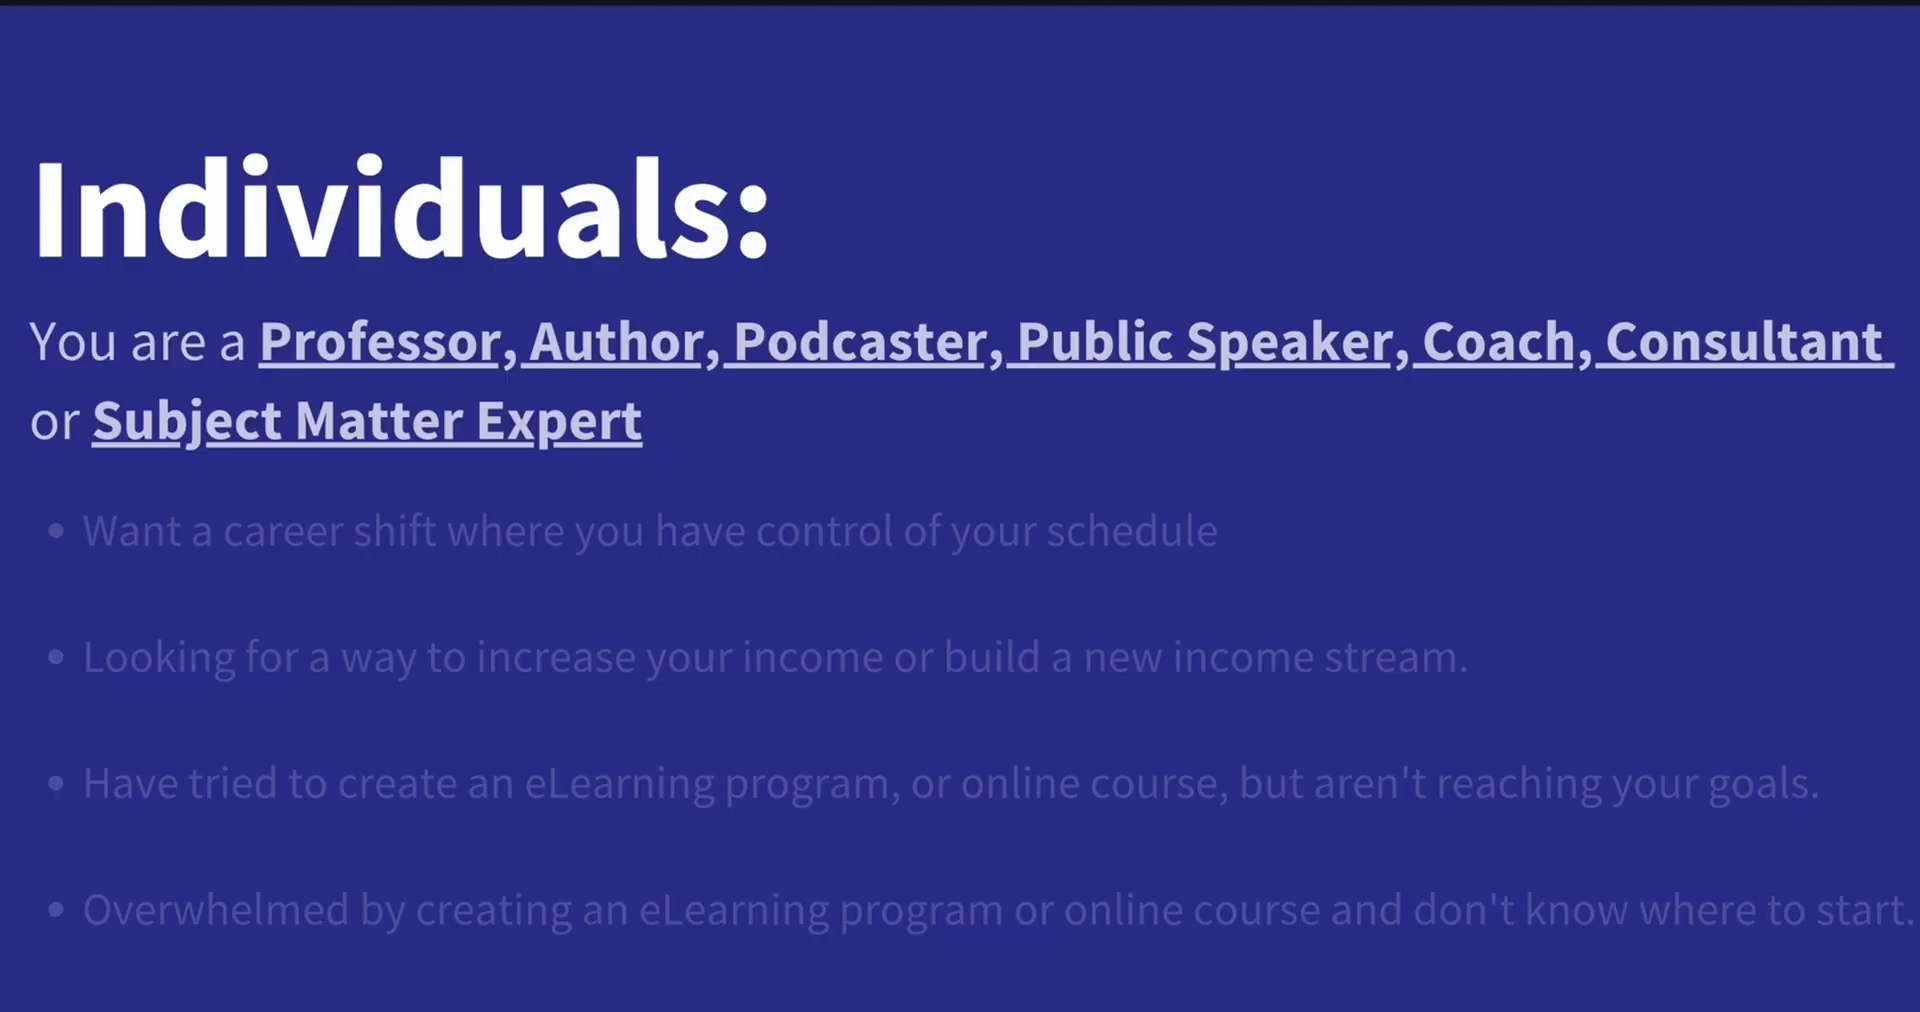 Individuals:
You are a Professor, Author, Podcaster, Public Speaker, Coach, Consultant
or Subject Matter Expert
• Want a career shift where you have control of your schedule
• Looking for a way to increase your income or build a new income stream.
• Have tried to create an eLearning program, or online course, but aren't reaching your goals.
• Overwhelmed by creating an eLearning program or online course and don't know where to start.